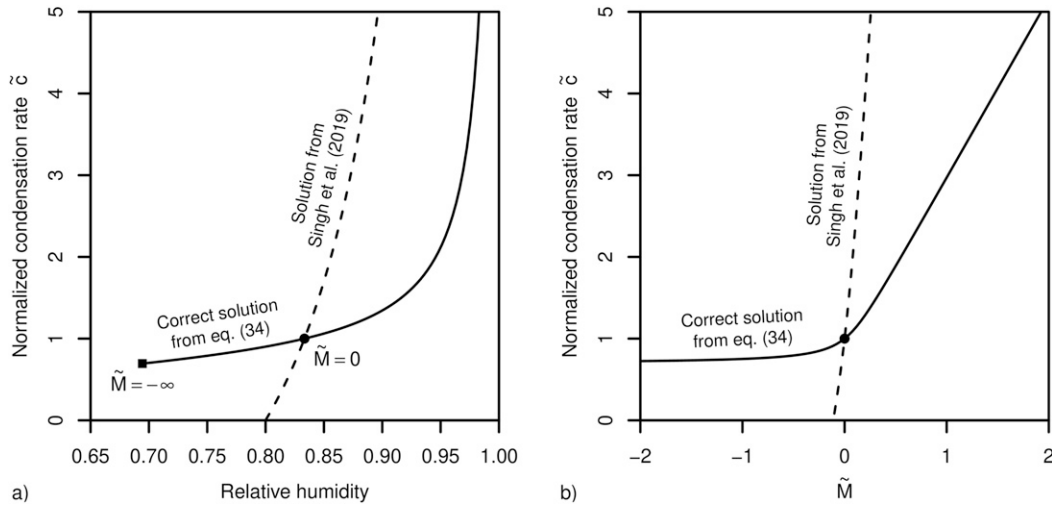 5
4
3
2
1
0
Normalized condensation rate c̃
Solution from
Singh et al. (2019)
Correct solution
from eq. (34)
M̃ = 0
M̃ = −∞
0.65 0.70 0.75 0.80 0.85 0.90 0.95 1.00
a) Relative humidity
5
4
3
2
1
0
Normalized condensation rate c̃
Solution from
Singh et al. (2019)
Correct solution
from eq. (34)
−2 −1 0 1 2
b) M̃